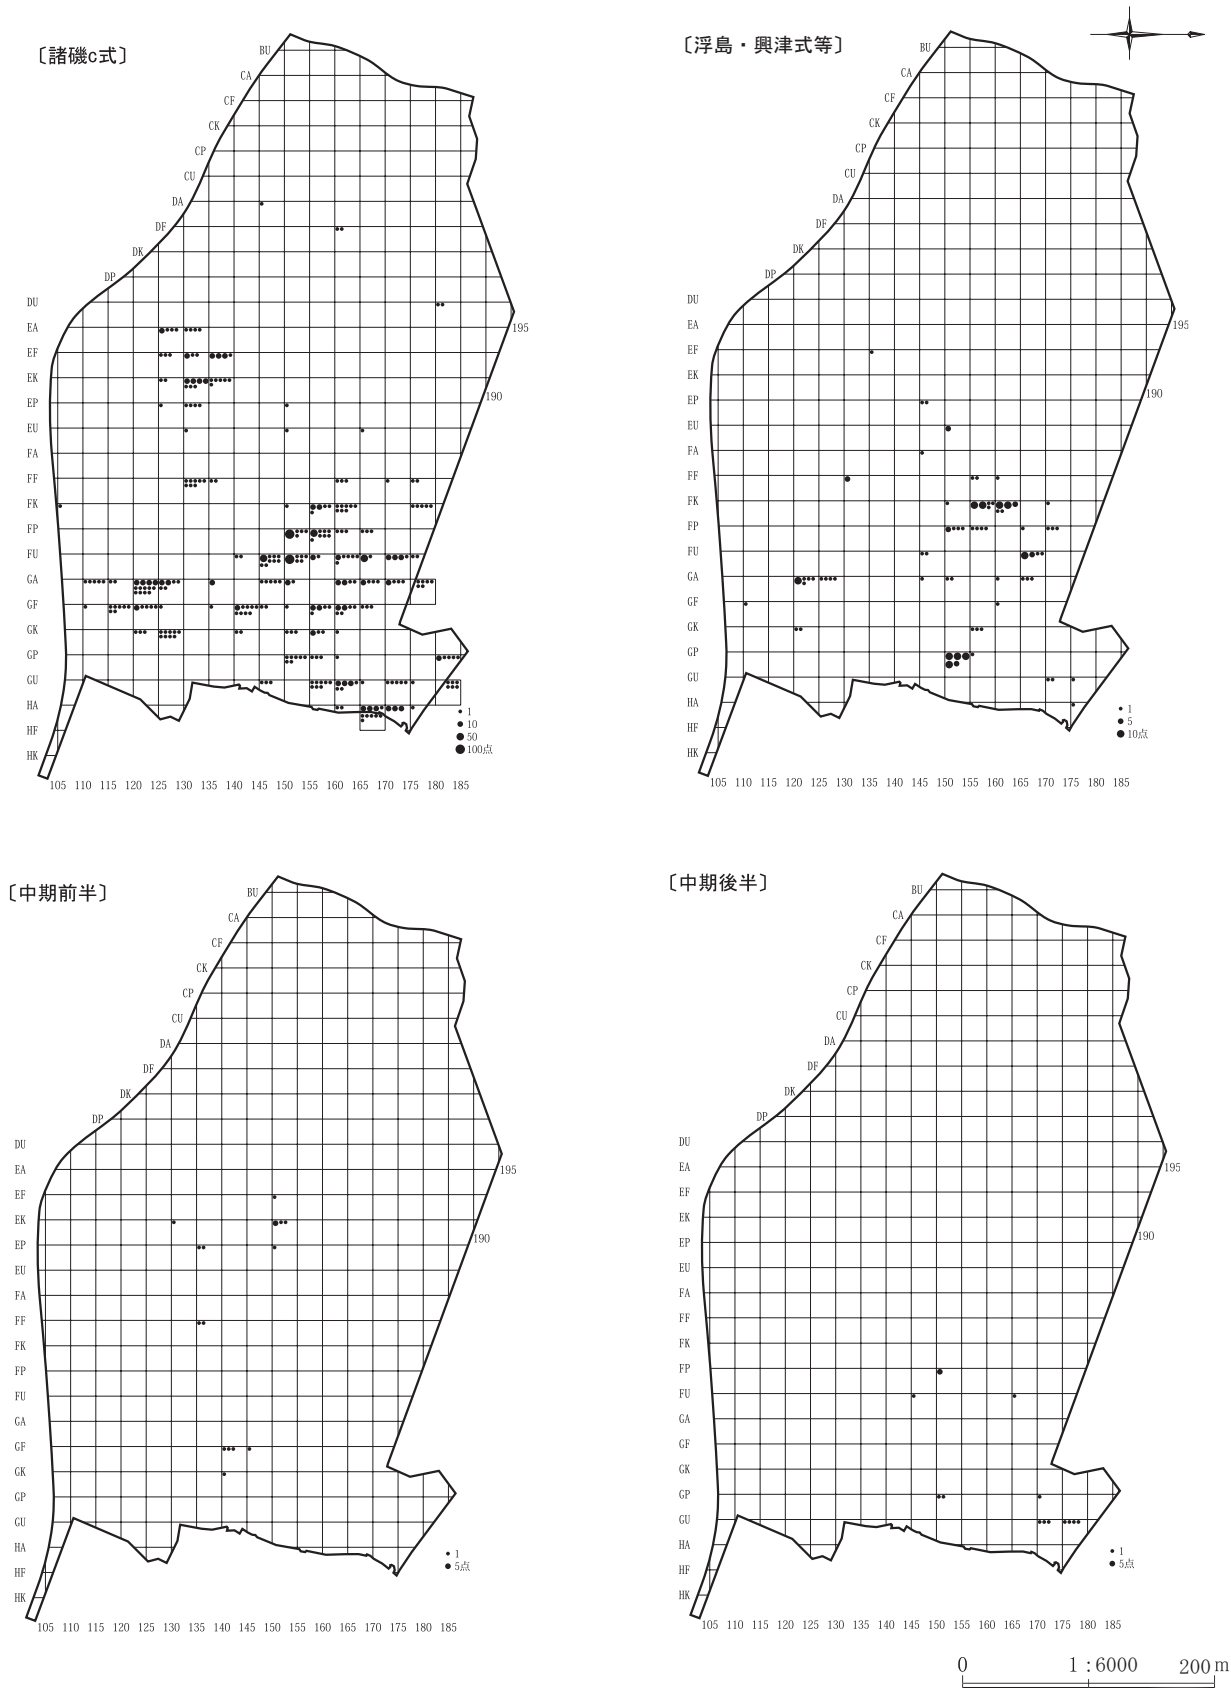 〔諸磯c式〕
BU
CA
CF
CK
CP
CU
DA
DF
DK
DP
DU
EA
EF
EK
EP
EU
FA
FF
FK
FP
FU
GA
GF
GK
GP
GU
HA
HF
HK
195
190
1
10
50
100点
105 110 115 120 125 130 135 140 145 150 155 160 165 170 175 180 185
〔浮島・興津式等〕
BU
CA
CF
CK
CP
CU
DA
DF
DK
DP
DU
EA
EF
EK
EP
EU
FA
FF
FK
FP
FU
GA
GF
GK
GP
GU
HA
HF
HK
195
190
1
5
10点
105 110 115 120 125 130 135 140 145 150 155 160 165 170 175 180 185
〔中期前半〕
BU
CA
CF
CK
CP
CU
DA
DF
DK
DP
DU
EA
EF
EK
EP
EU
FA
FF
FK
FP
FU
GA
GF
GK
GP
GU
HA
HF
HK
195
190
1
5点
105 110 115 120 125 130 135 140 145 150 155 160 165 170 175 180 185
〔中期後半〕
BU
CA
CF
CK
CP
CU
DA
DF
DK
DP
DU
EA
EF
EK
EP
EU
FA
FF
FK
FP
FU
GA
GF
GK
GP
GU
HA
HF
HK
195
190
1
5点
105 110 115 120 125 130 135 140 145 150 155 160 165 170 175 180 185
0 1:6000 200m